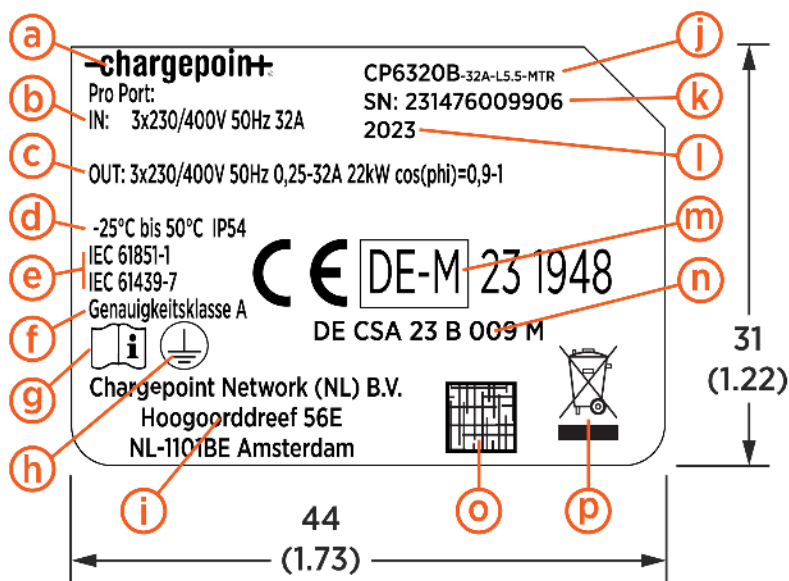 a
b
c
d
e
f
g
h
i
j
k
l
m
n
o
p
-chargepoin+
Pro Port:
IN: 3x230/400V 50Hz 32A
CP6320B-32A-L5.5-MTR
SN: 231476009906
2023
OUT: 3x230/400V 50Hz 0,25-32A 22kW cos(phi)=0,9-1
-25°C bis 50°C IP54
IEC 61851-1
IEC 61439-7
Genauigkeitsklasse A
CE DE-M 23 1948
DE CSA 23 B 009 M
i
Chargepoint Network (NL) B.V.
Hoogoorddreef 56E
NL-1101BE Amsterdam
31
(1.22)
44
(1.73)